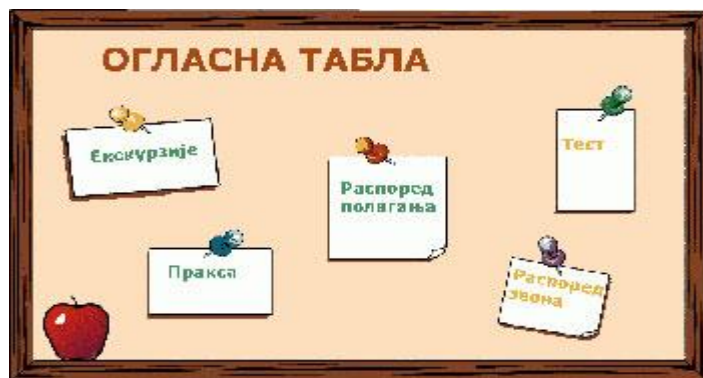 ОГЛАСНА ТАБЛА
Екскурзије
Распоред
полагања
Тест
Пракса
Распоред
звона